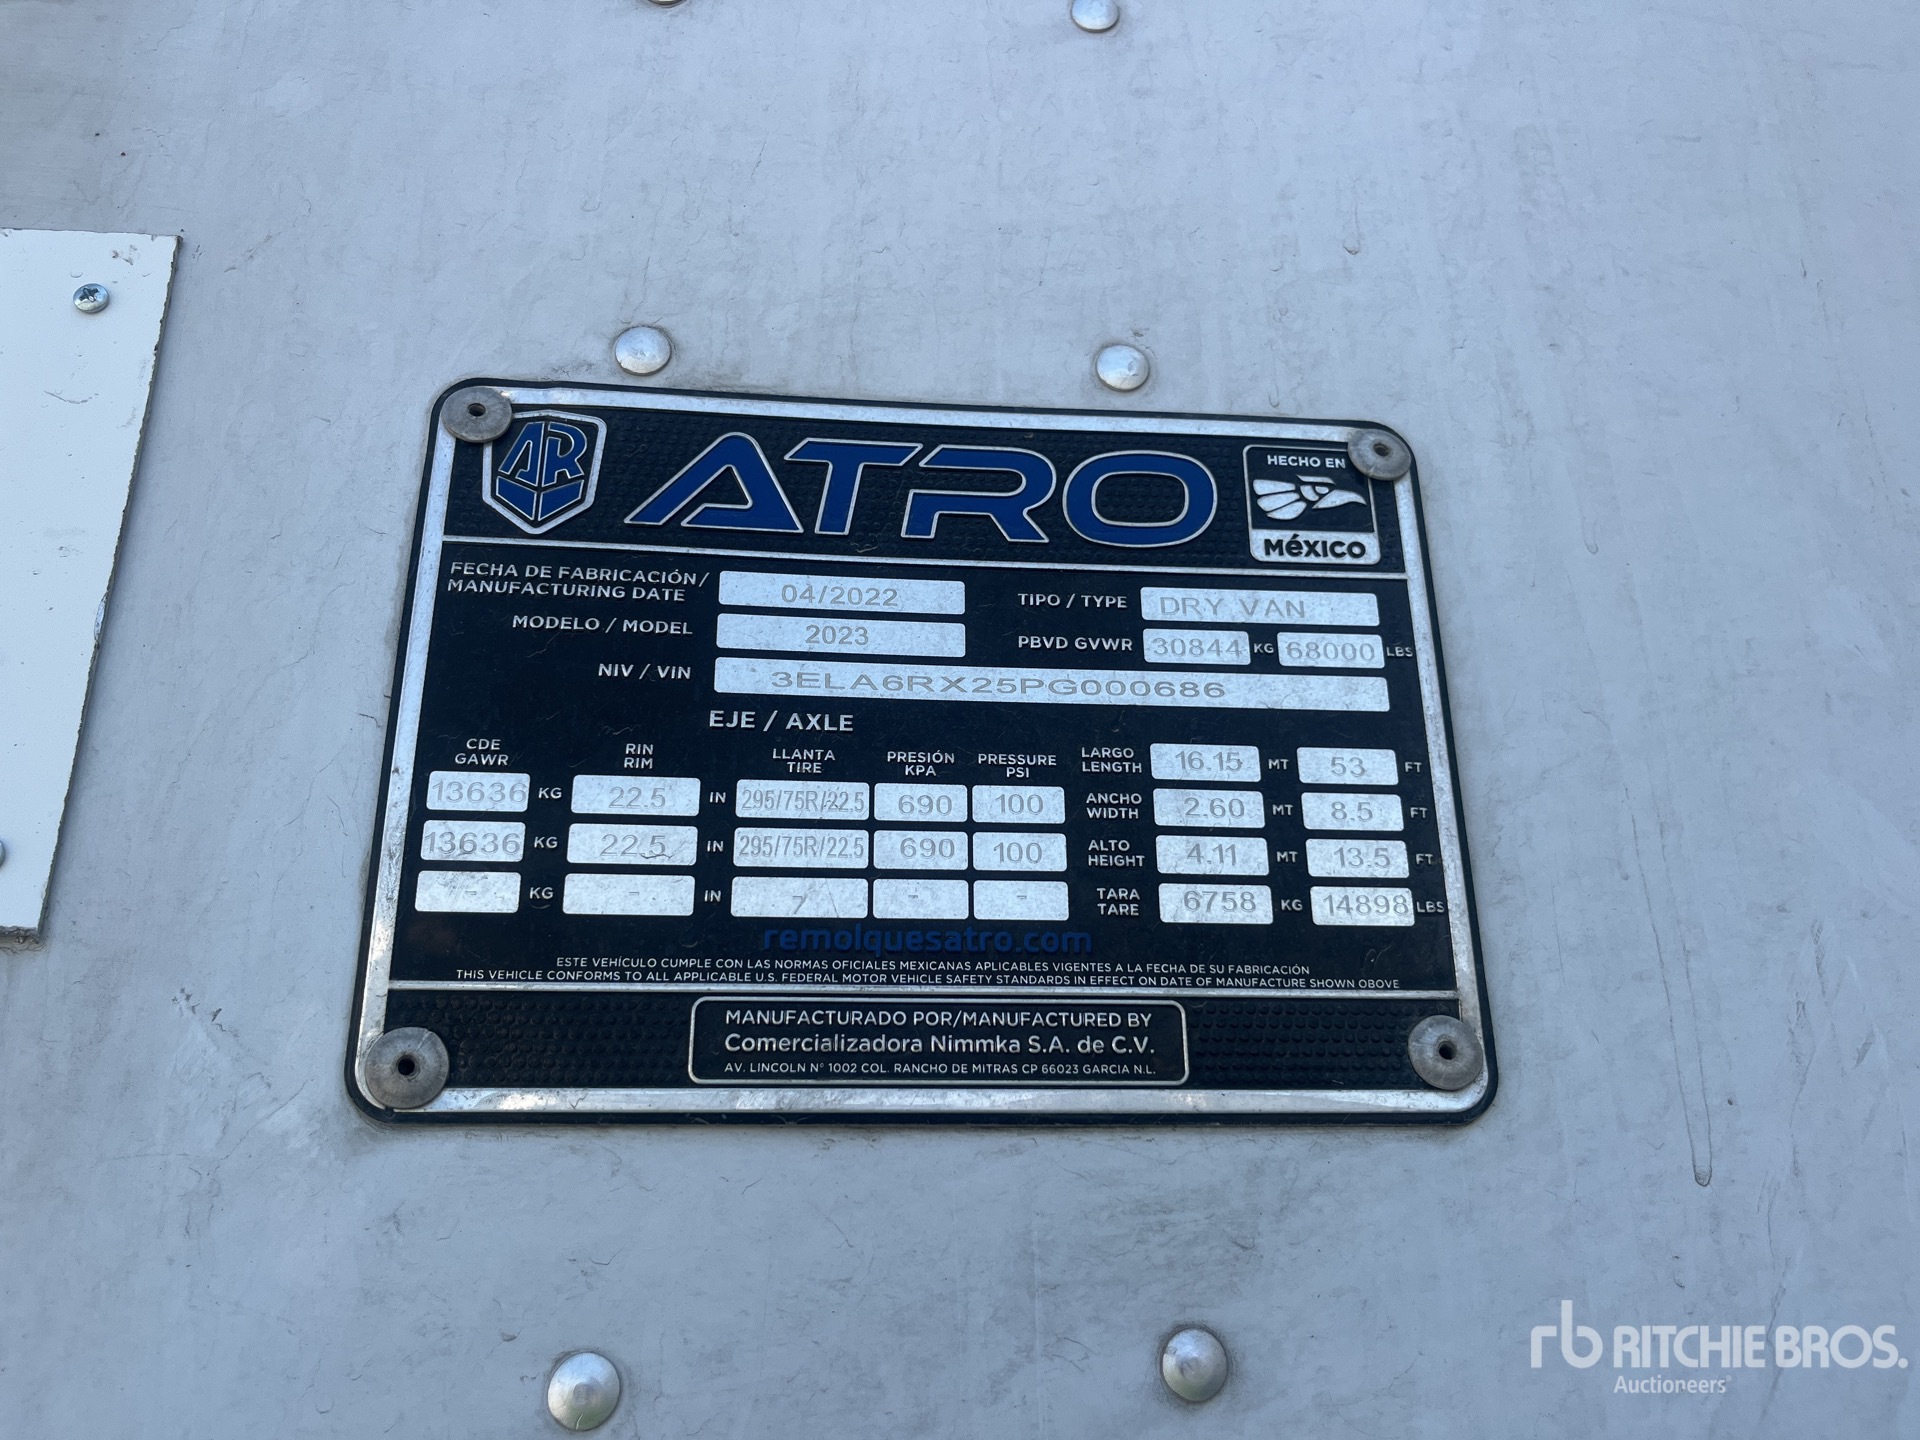 AR
ATRO
HECHO EN
MéXICO
FECHA DE FABRICACIÓN/
MANUFACTURING DATE 04/2022
TIPO / TYPE DRY VAN
MODELO / MODEL 2023
PBVD GVWR 30844 KG 68000 LBS
NIV / VIN 3ELA6RX25PG000686
EJE / AXLE
CDE GAWR RIN RIM LLANTA TIRE PRESIÓN KPA PRESSURE PSI
13636 KG 22.5 IN 295/75R/22.5 690 100
13636 KG 22.5 IN 295/75R/22.5 690 100
- KG - IN - - -
LARGO LENGTH 16.15 MT 53 FT
ANCHO WIDTH 2.60 MT 8.5 FT
ALTO HEIGHT 4.11 MT 13.5 FT
TARA TARE 6758 KG 14898 LBS
remolquesatro.com
ESTE VEHÍCULO CUMPLE CON LAS NORMAS OFICIALES MEXICANAS APLICABLES VIGENTES A LA FECHA DE SU FABRICACIÓN
THIS VEHICLE CONFORMS TO ALL APPLICABLE U.S. FEDERAL MOTOR VEHICLE SAFETY STANDARDS IN EFFECT ON DATE OF MANUFACTURE SHOWN OBOVE
MANUFACTURADO POR/MANUFACTURED BY
Comercializadora Nimmka S.A. de C.V.
AV. LINCOLN N° 1002 COL. RANCHO DE MITRAS CP 66023 GARCIA N.L.
rb RITCHIE BROS.
Auctioneers